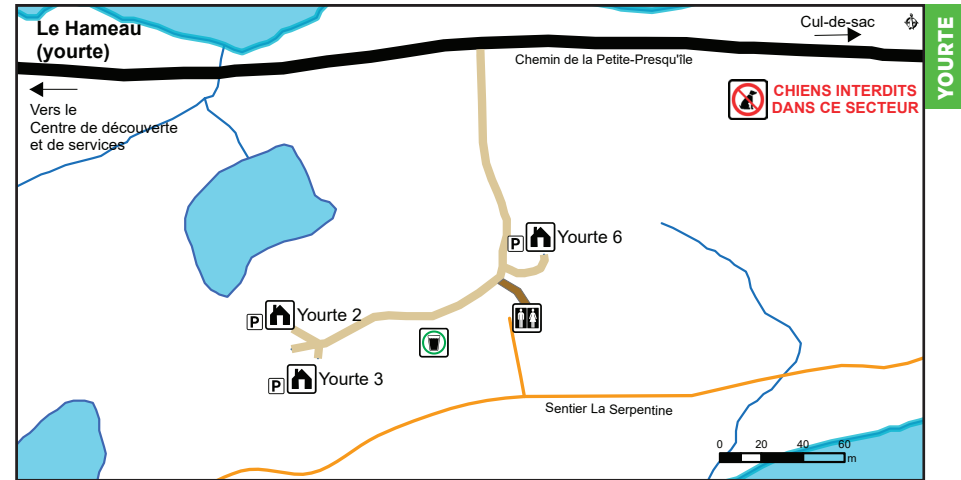 Le Hameau
(yourte)
Cul-de-sac
YOURTE
Chemin de la Petite-Presqu'île
Vers le
Centre de découverte
et de services
CHIENS INTERDITS
DANS CE SECTEUR
P
Yourte 6
P
Yourte 2
P
Yourte 3
Sentier La Serpentine
0 20 40 60
m